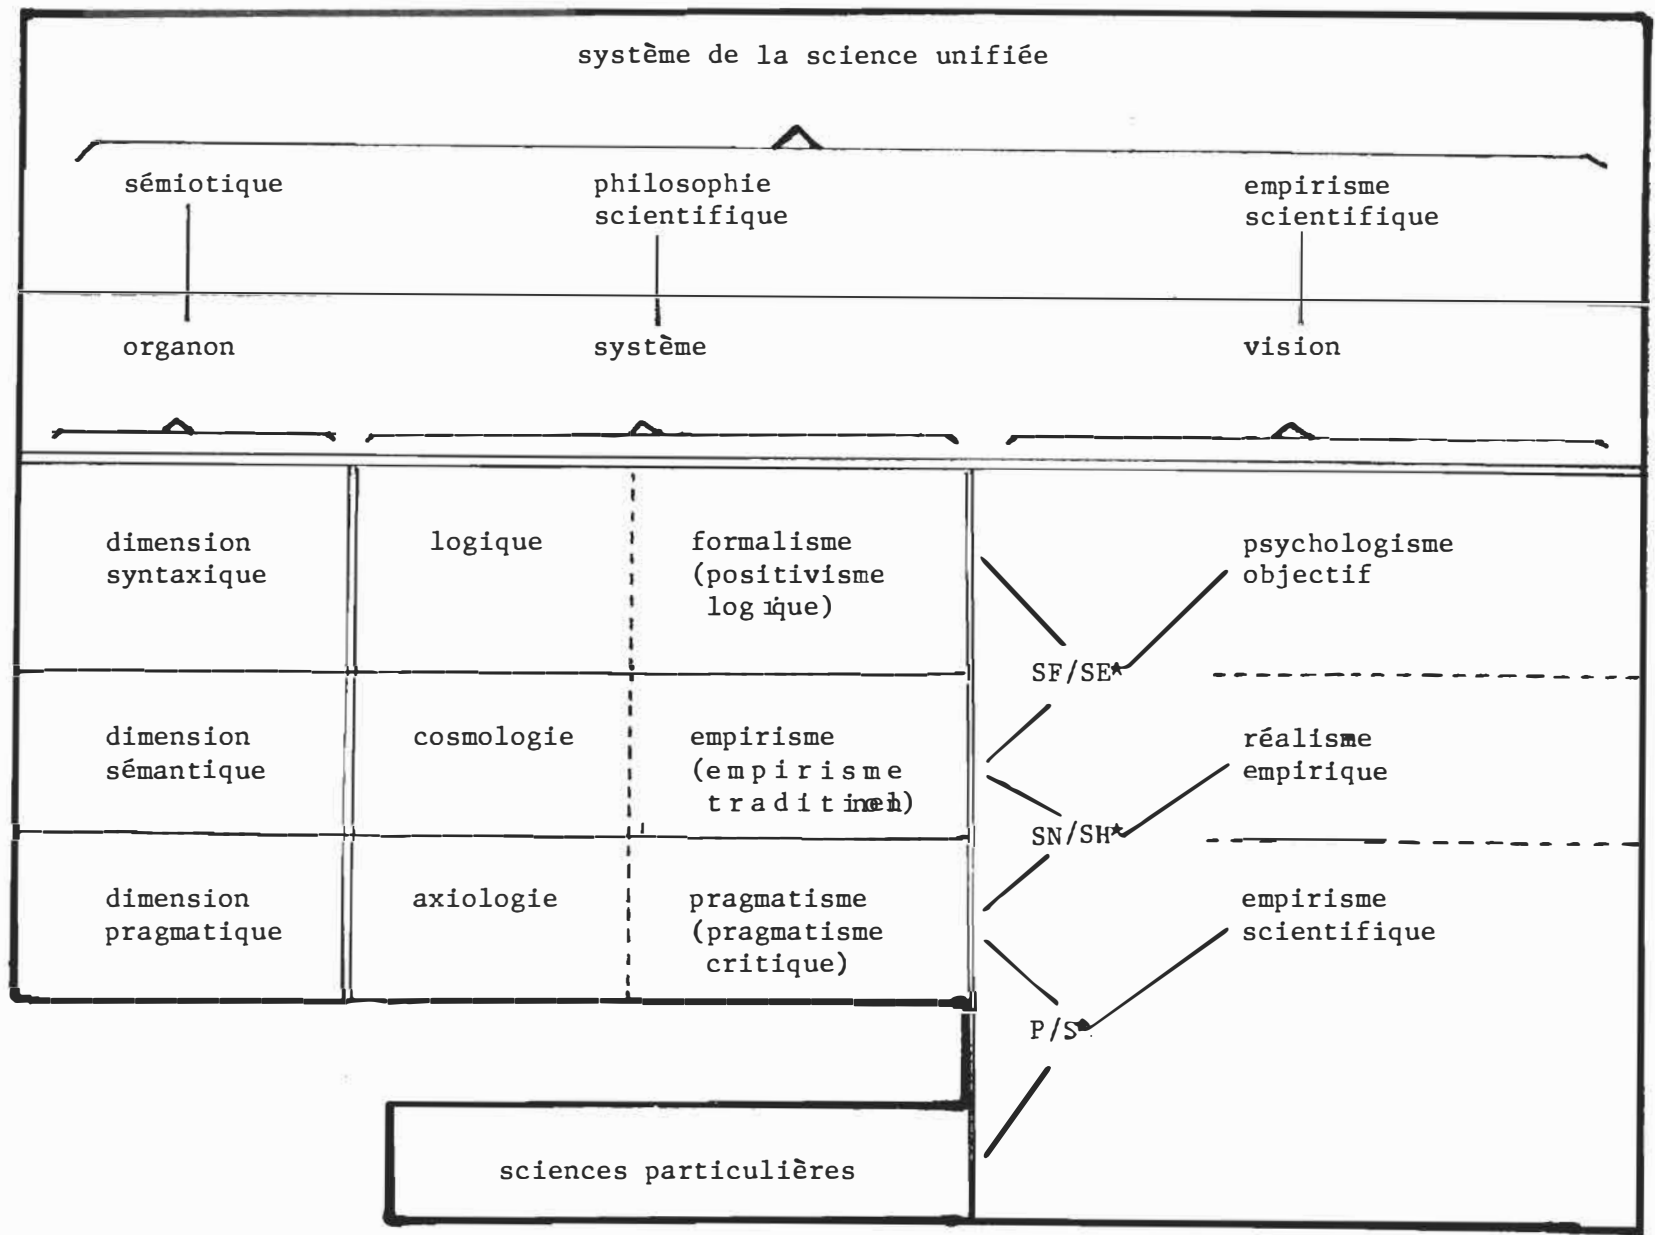 système de la science unifiée
sémiotique
philosophie
scientifique
empirisme
scientifique
organon
système
vision
dimension
syntaxique
logique
formalisme
(positivisme
logique)
psychologisme
objectif
SF/SE*
dimension
sémantique
cosmologie
empirisme
(empirisme
traditionnel)
réalisme
empirique
SN/SH*
dimension
pragmatique
axiologie
pragmatisme
(pragmatisme
critique)
empirisme
scientifique
P/S*
sciences particulières